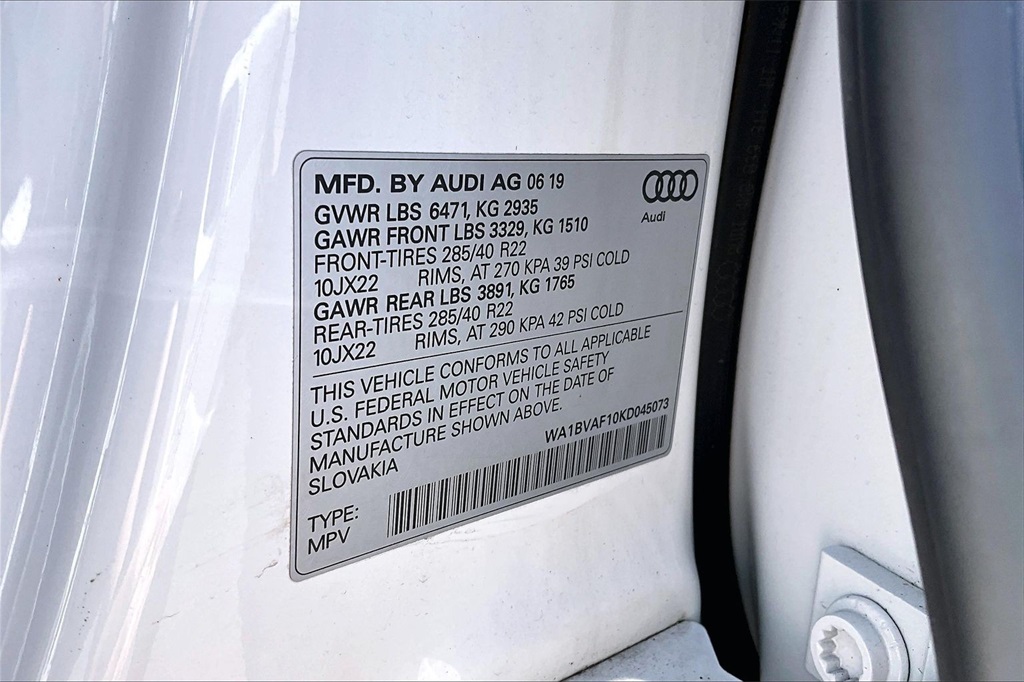 MFD. BY AUDI AG 06 19
Audi
GVWR LBS 6471, KG 2935
GAWR FRONT LBS 3329, KG 1510
FRONT-TIRES 285/40 R22
10JX22 RIMS, AT 270 KPA 39 PSI COLD
GAWR REAR LBS 3891, KG 1765
REAR-TIRES 285/40 R22
10JX22 RIMS, AT 290 KPA 42 PSI COLD
THIS VEHICLE CONFORMS TO ALL APPLICABLE
U.S. FEDERAL MOTOR VEHICLE SAFETY
STANDARDS IN EFFECT ON THE DATE OF
MANUFACTURE SHOWN ABOVE.
SLOVAKIA
WA1BVAF10KD045073
TYPE:
MPV